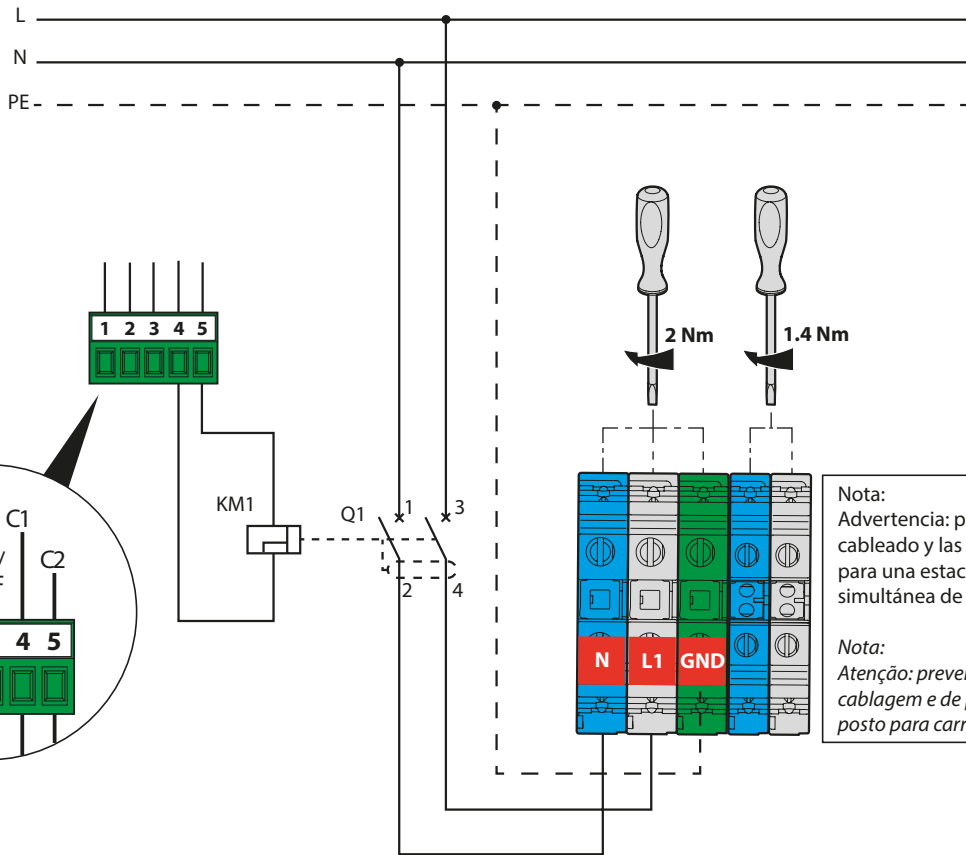 L
N
PE
1 2 3 4 5
2 Nm
1.4 Nm
KM1
Q1
1
3
2
4
C1
C2
4 5
N
L1
GND
Nota:
Advertencia: p
cableado y las
para una estac
simultánea de
Nota:
Atenção: preve
cablagem e de
posto para carr